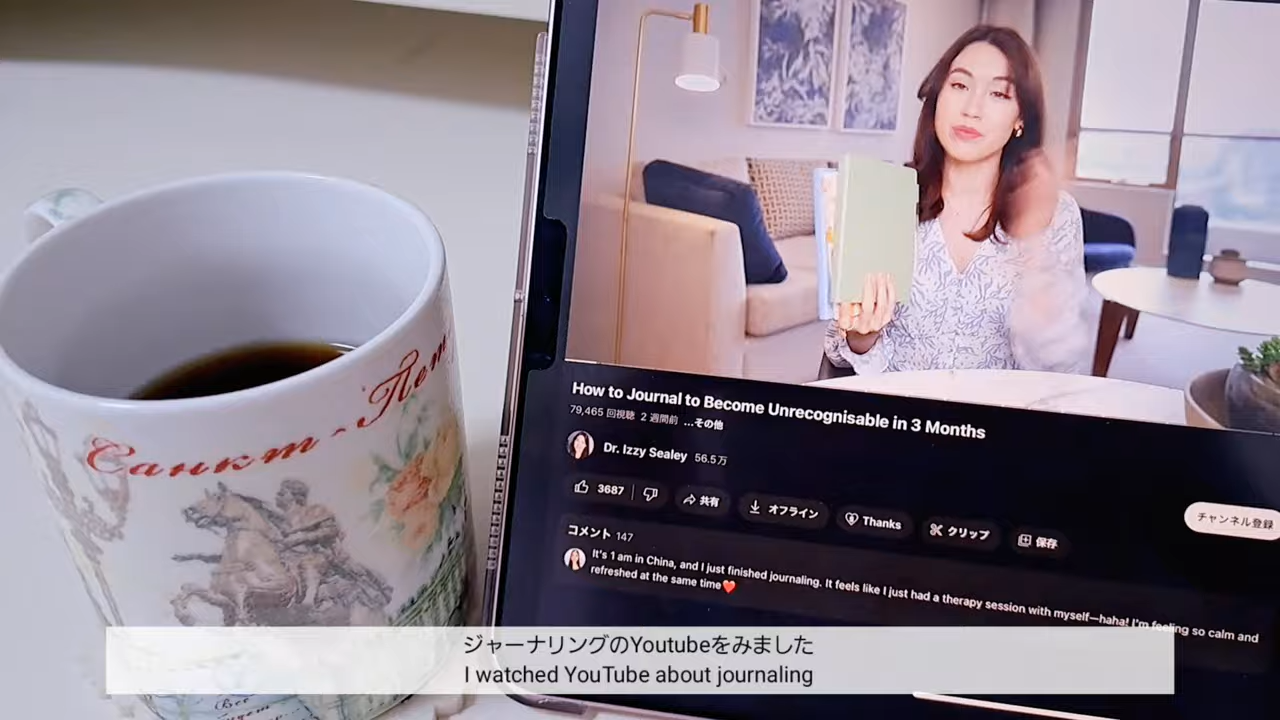 Санкт-Пет
How to Journal to Become Unrecognisable in 3 Months
79,465 回視聴 2 週間前 ...その他
Dr. Izzy Sealey 56.5万
3687
共有
オフライン
Thanks
クリップ
保存
チャンネル登録
コメント 147
It's 1 am in China, and I just finished journaling. It feels like I just had a therapy session with myself—haha! I'm feeling so calm and
refreshed at the same time❤️
ジャーナリングのYoutubeをみました
I watched YouTube about journaling